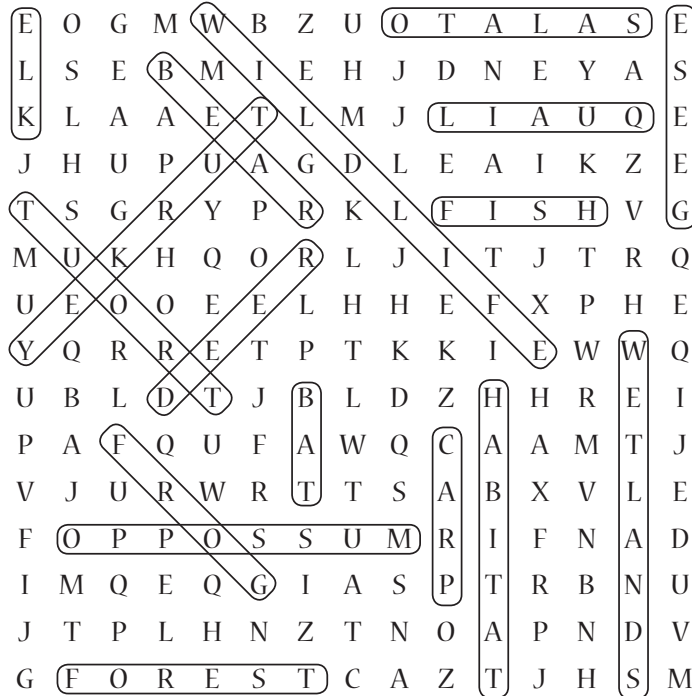 E O G M W B Z U O T A L A S E
L S E B M I E H J D N E Y A S
K L A A E T L M J L I A U Q E
J H U P U A G D L E A I K Z E
T S G R Y P R K L F I S H V G
M U K H Q O R L J I T J T R Q
U E O O E E L H H E F X P H E
Y Q R R E T P T K K I E W W Q
U B L D T J B L D Z H H R E I
P A F Q U F A W Q C A A M T J
V J U R W R T T S A B X V L E
F O P P O S S U M R I F N A D
I M Q E Q G I A S P T R B N U
J T P L H N Z T N O A P N D V
G F O R E S T C A Z T J H S M